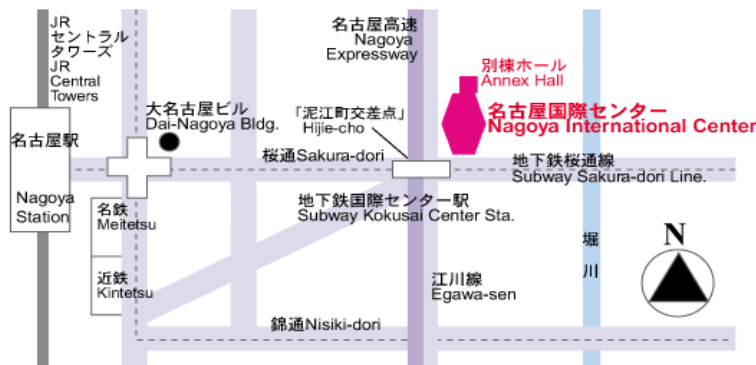 JR
セントラル
タワーズ
JR
Central
Towers
名古屋駅
Nagoya
Station
大名古屋ビル
Dai-Nagoya Bldg.
名古屋高速
Nagoya
Expressway
「泥江町交差点」
Hijie-cho
別棟ホール
Annex Hall
名古屋国際センター
Nagoya International Center
桜通Sakura-dori
地下鉄桜通線
Subway Sakura-dori Line.
名鉄
Meitetsu
地下鉄国際センター駅
Subway Kokusai Center Sta.
近鉄
Kintetsu
江川線
Egawa-sen
堀
川
N
錦通Nisiki-dori